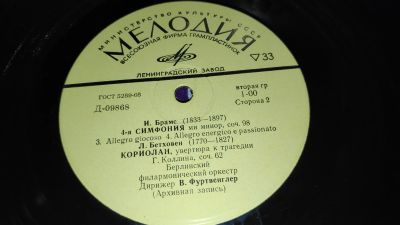 МИНИСТЕРСТВО КУЛЬТУРЫ СССР
МЕЛОДИЯ
ВСЕСОЮЗНАЯ ФИРМА ГРАМПЛАСТИНОК
33
ЛЕНИНГРАДСКИЙ ЗАВОД
ГОСТ 5289-68
вторая гр
Д-09868
1-00
Сторона 2
И. Брамс (1833—1897)
4-я СИМФОНИЯ ми минор, соч. 98
3. Allegro giocoso 4. Allegro energico e passionato
Л. Бетховен (1770—1827)
КОРИОЛАН, увертюра к трагедии
Г. Коллина, соч. 62
Берлинский
филармонический оркестр
Дирижер В. Фуртвенглер
(Архивная запись)